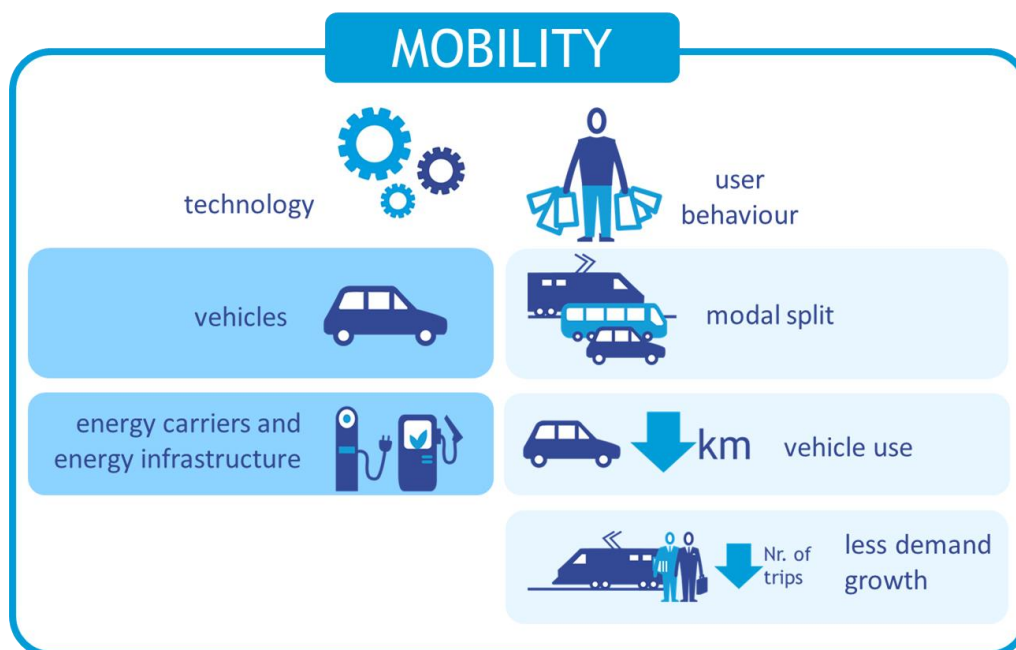 MOBILITY
technology
user
behaviour
vehicles
modal split
energy carriers and
energy infrastructure
km
vehicle use
Nr. of
trips
less demand
growth